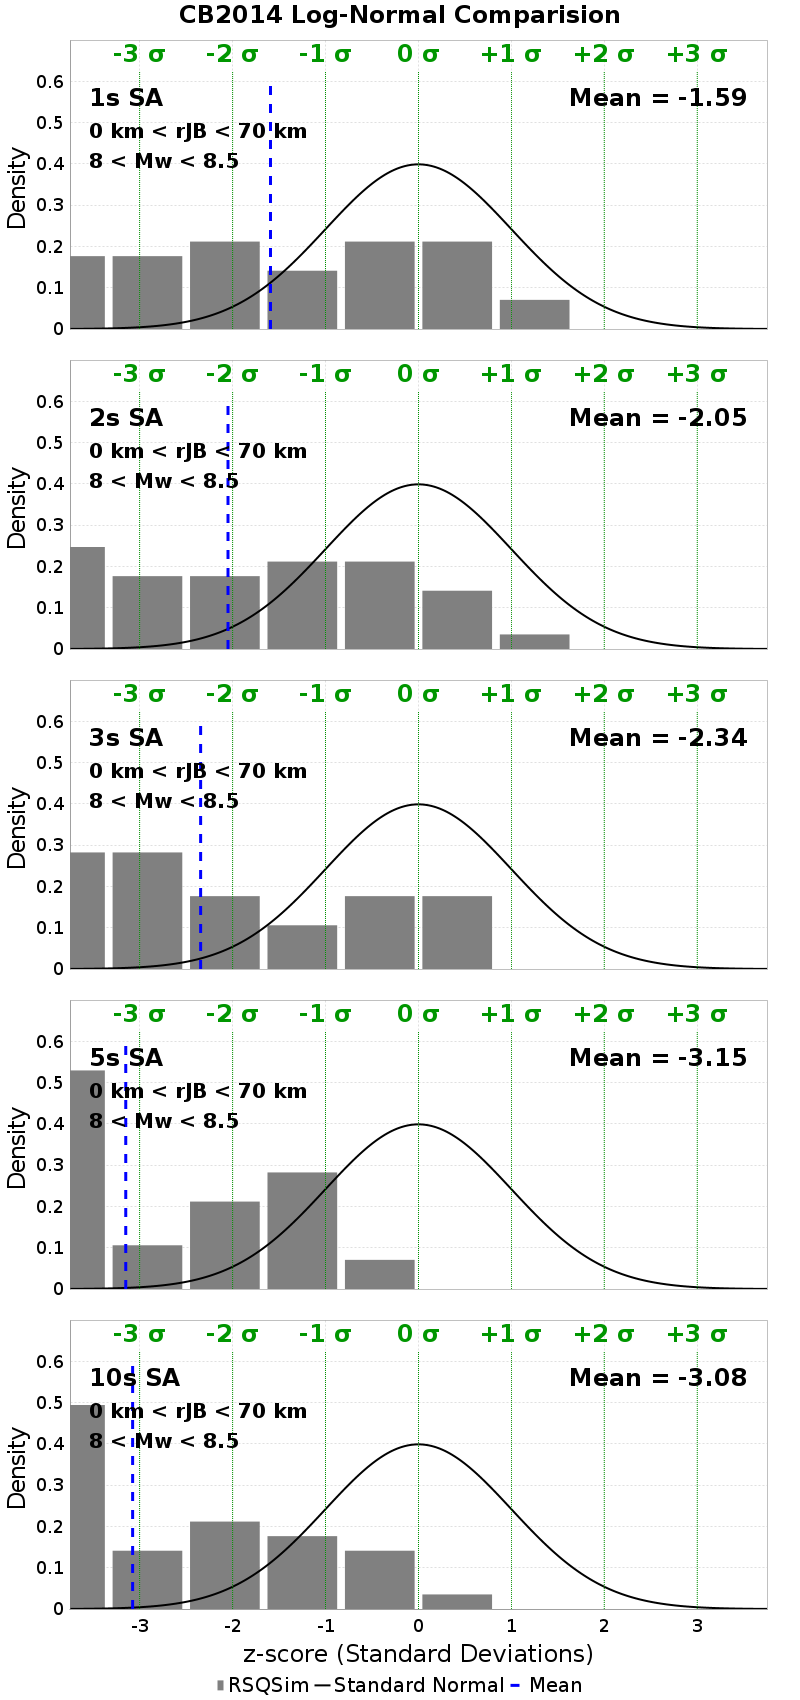 CB2014 Log-Normal Comparision
-3 σ -2 σ -1 σ 0 σ +1 σ +2 σ +3 σ
1s SA
Mean = -1.59
0 km < rJB < 70 km
8 < Mw < 8.5
Density
0.6
0.5
0.4
0.3
0.2
0.1
0
-3 σ -2 σ -1 σ 0 σ +1 σ +2 σ +3 σ
2s SA
Mean = -2.05
0 km < rJB < 70 km
8 < Mw < 8.5
Density
0.6
0.5
0.4
0.3
0.2
0.1
0
-3 σ -2 σ -1 σ 0 σ +1 σ +2 σ +3 σ
3s SA
Mean = -2.34
0 km < rJB < 70 km
8 < Mw < 8.5
Density
0.6
0.5
0.4
0.3
0.2
0.1
0
-3 σ -2 σ -1 σ 0 σ +1 σ +2 σ +3 σ
5s SA
Mean = -3.15
0 km < rJB < 70 km
8 < Mw < 8.5
Density
0.6
0.5
0.4
0.3
0.2
0.1
0
-3 σ -2 σ -1 σ 0 σ +1 σ +2 σ +3 σ
10s SA
Mean = -3.08
0 km < rJB < 70 km
8 < Mw < 8.5
Density
0.6
0.5
0.4
0.3
0.2
0.1
0
-3 -2 -1 0 1 2 3
z-score (Standard Deviations)
RSQSim Standard Normal Mean